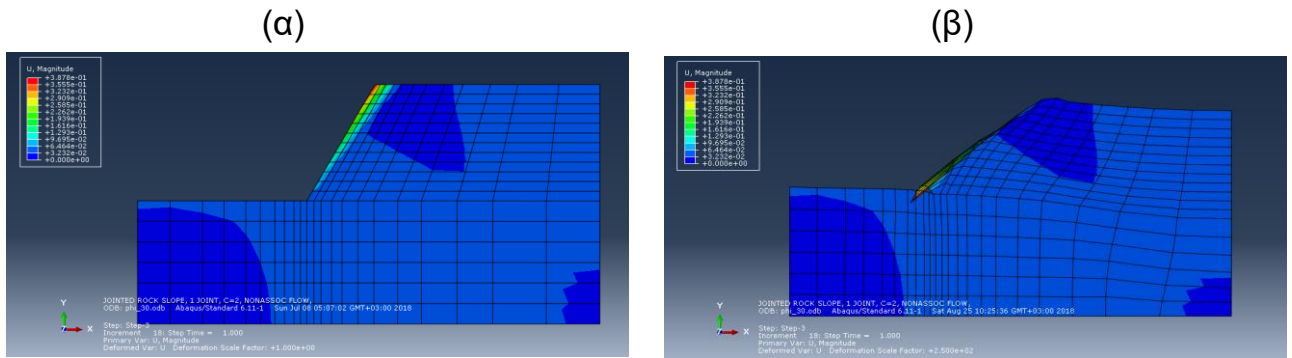 (α)
(β)
U, Magnitude
+3.878e-01
+3.555e-01
+3.232e-01
+2.909e-01
+2.585e-01
+2.262e-01
+1.939e-01
+1.616e-01
+1.293e-01
+9.695e-02
+6.464e-02
+3.232e-02
+0.000e+00
Y
X
JOINTED ROCK SLOPE, 1 JOINT, C=2, NONASSOC FLOW,
ODB: phi_30.odb Abaqus/Standard 6.11-1 Sun Jul 08 05:07:02 GMT+03:00 2018
Step: Step-3
Increment 18: Step Time = 1.000
Primary Var: U, Magnitude
Deformed Var: U Deformation Scale Factor: +1.000e+00
U, Magnitude
+3.878e-01
+3.555e-01
+3.232e-01
+2.909e-01
+2.585e-01
+2.262e-01
+1.939e-01
+1.616e-01
+1.293e-01
+9.695e-02
+6.464e-02
+3.232e-02
+0.000e+00
Y
X
JOINTED ROCK SLOPE, 1 JOINT, C=2, NONASSOC FLOW,
ODB: phi_30.odb Abaqus/Standard 6.11-1 Sat Aug 25 10:25:36 GMT+03:00 2018
Step: Step-3
Increment 18: Step Time = 1.000
Primary Var: U, Magnitude
Deformed Var: U Deformation Scale Factor: +2.500e+02